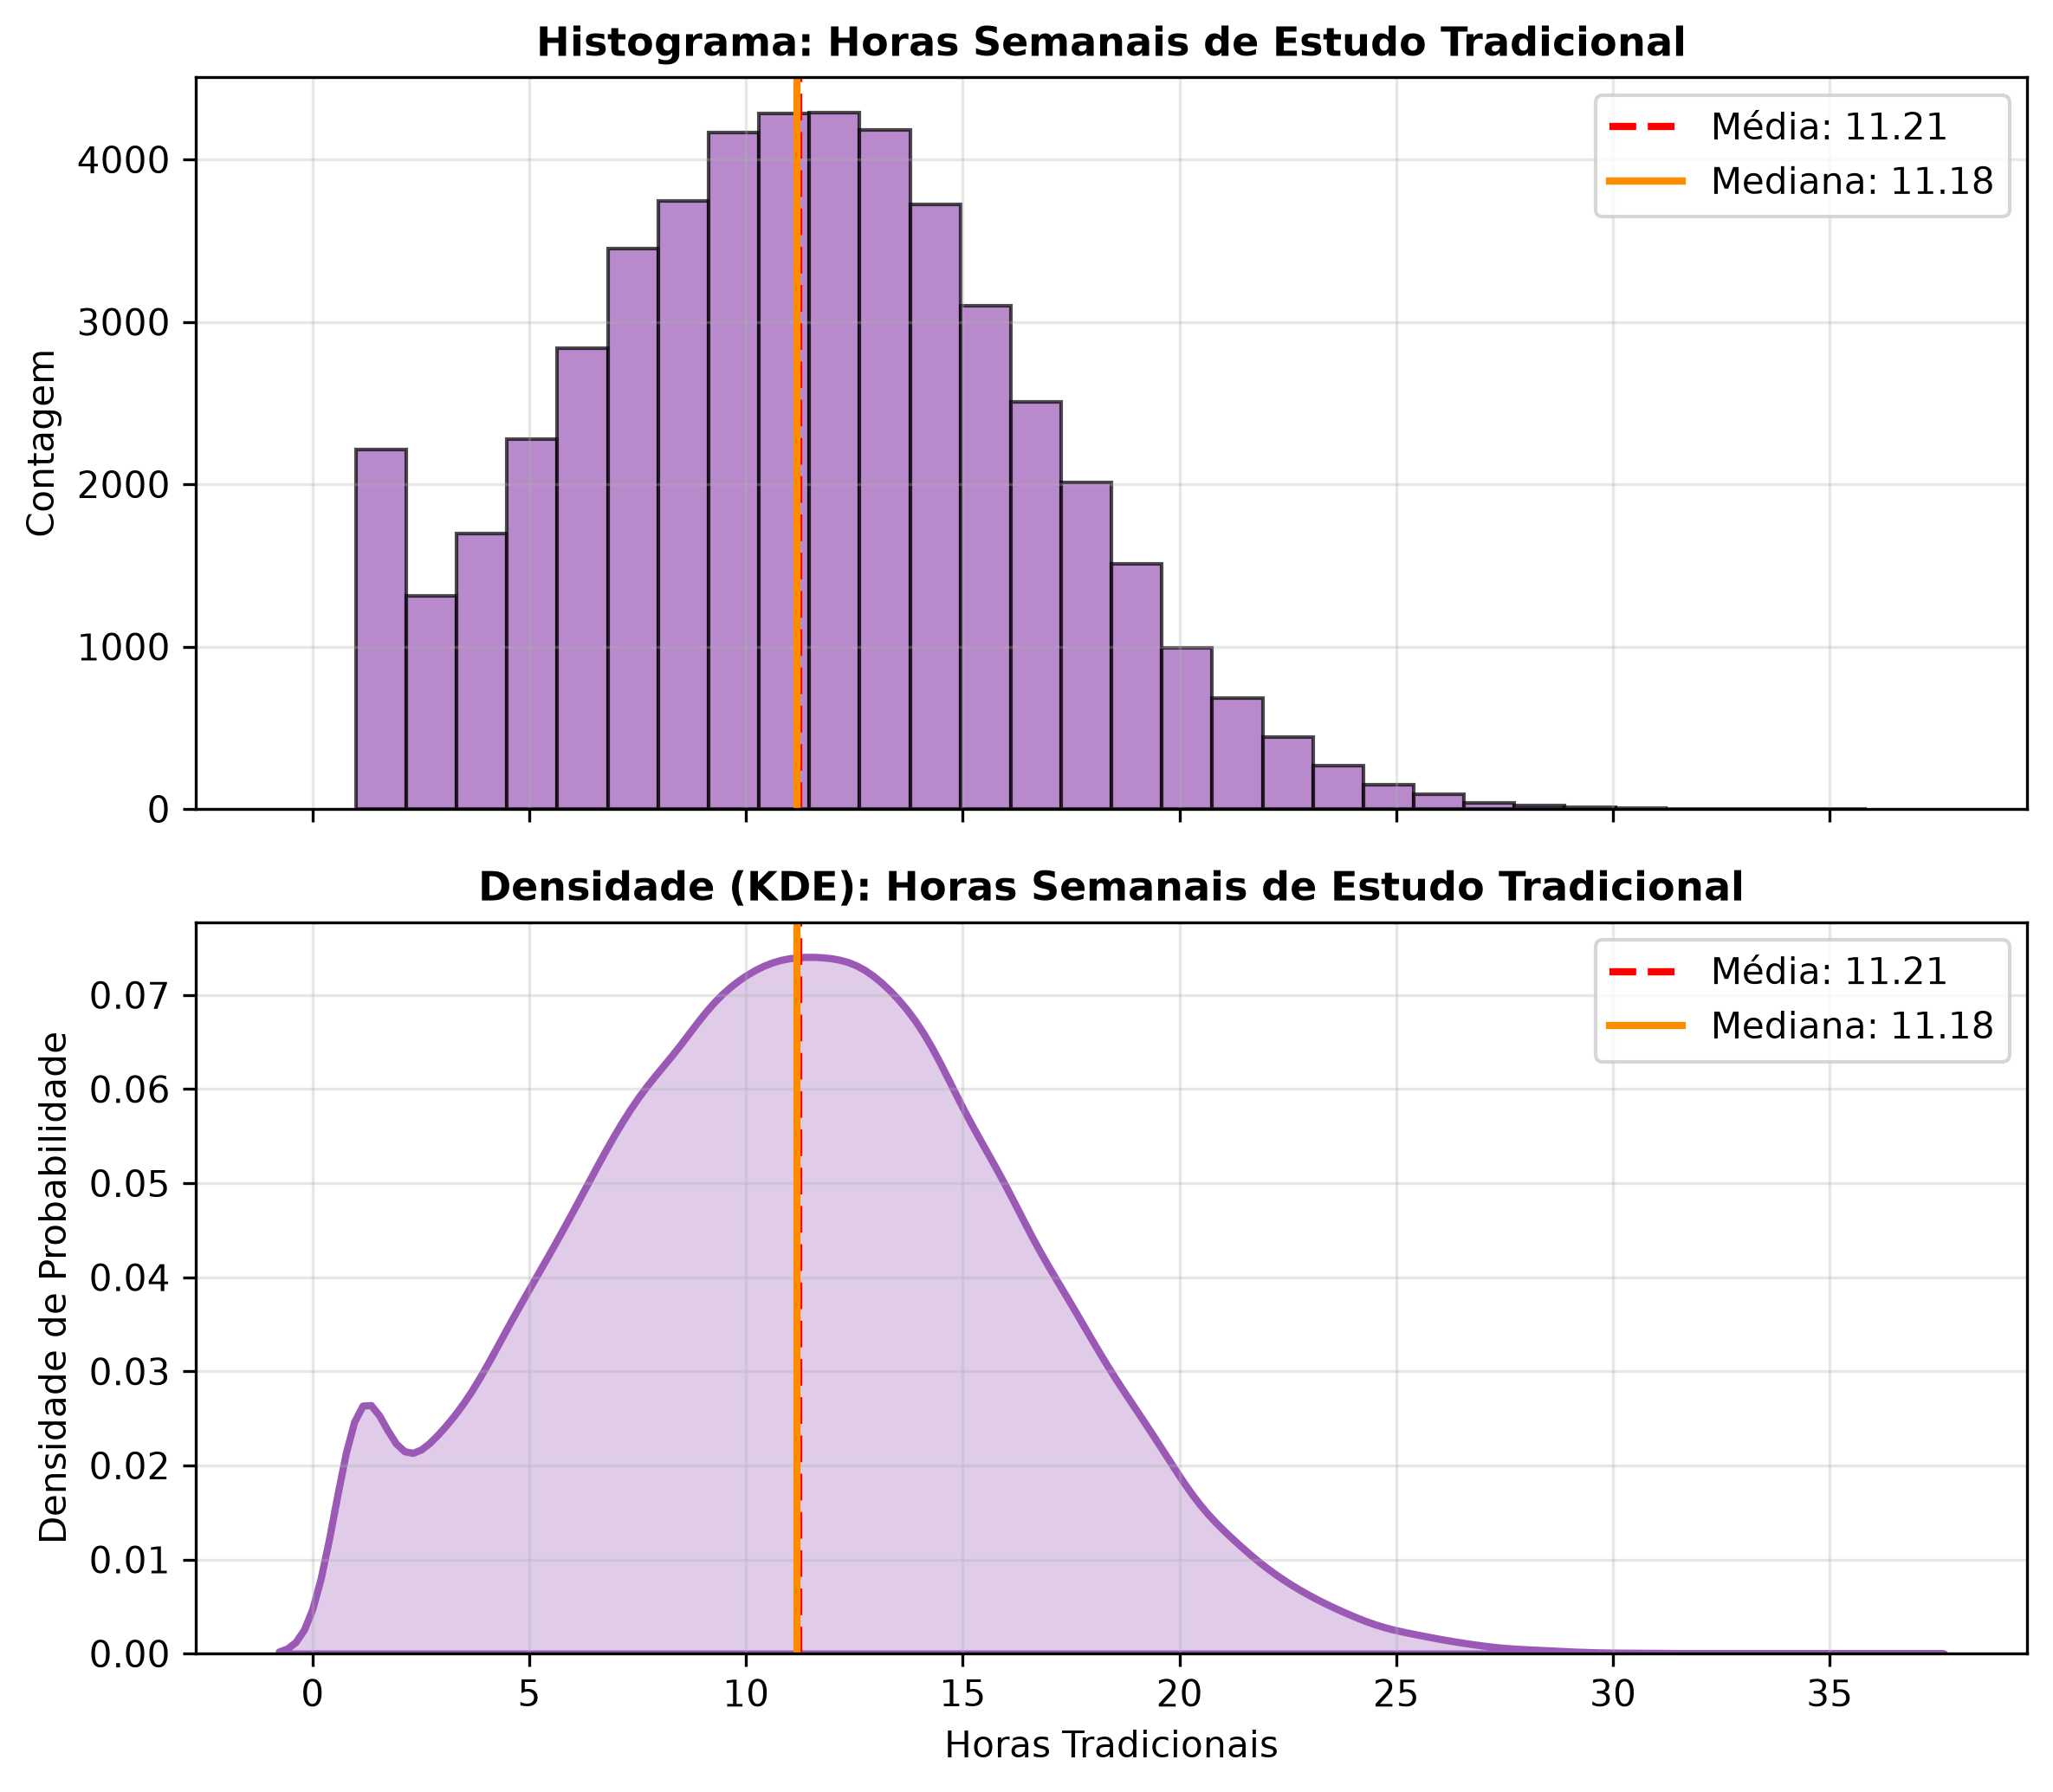 Histograma: Horas Semanais de Estudo Tradicional
Média: 11.21
Mediana: 11.18
4000
3000
2000
1000
0
Contagem
Densidade (KDE): Horas Semanais de Estudo Tradicional
Média: 11.21
Mediana: 11.18
0.07
0.06
0.05
0.04
0.03
0.02
0.01
0.00
Densidade de Probabilidade
0 5 10 15 20 25 30 35
Horas Tradicionais